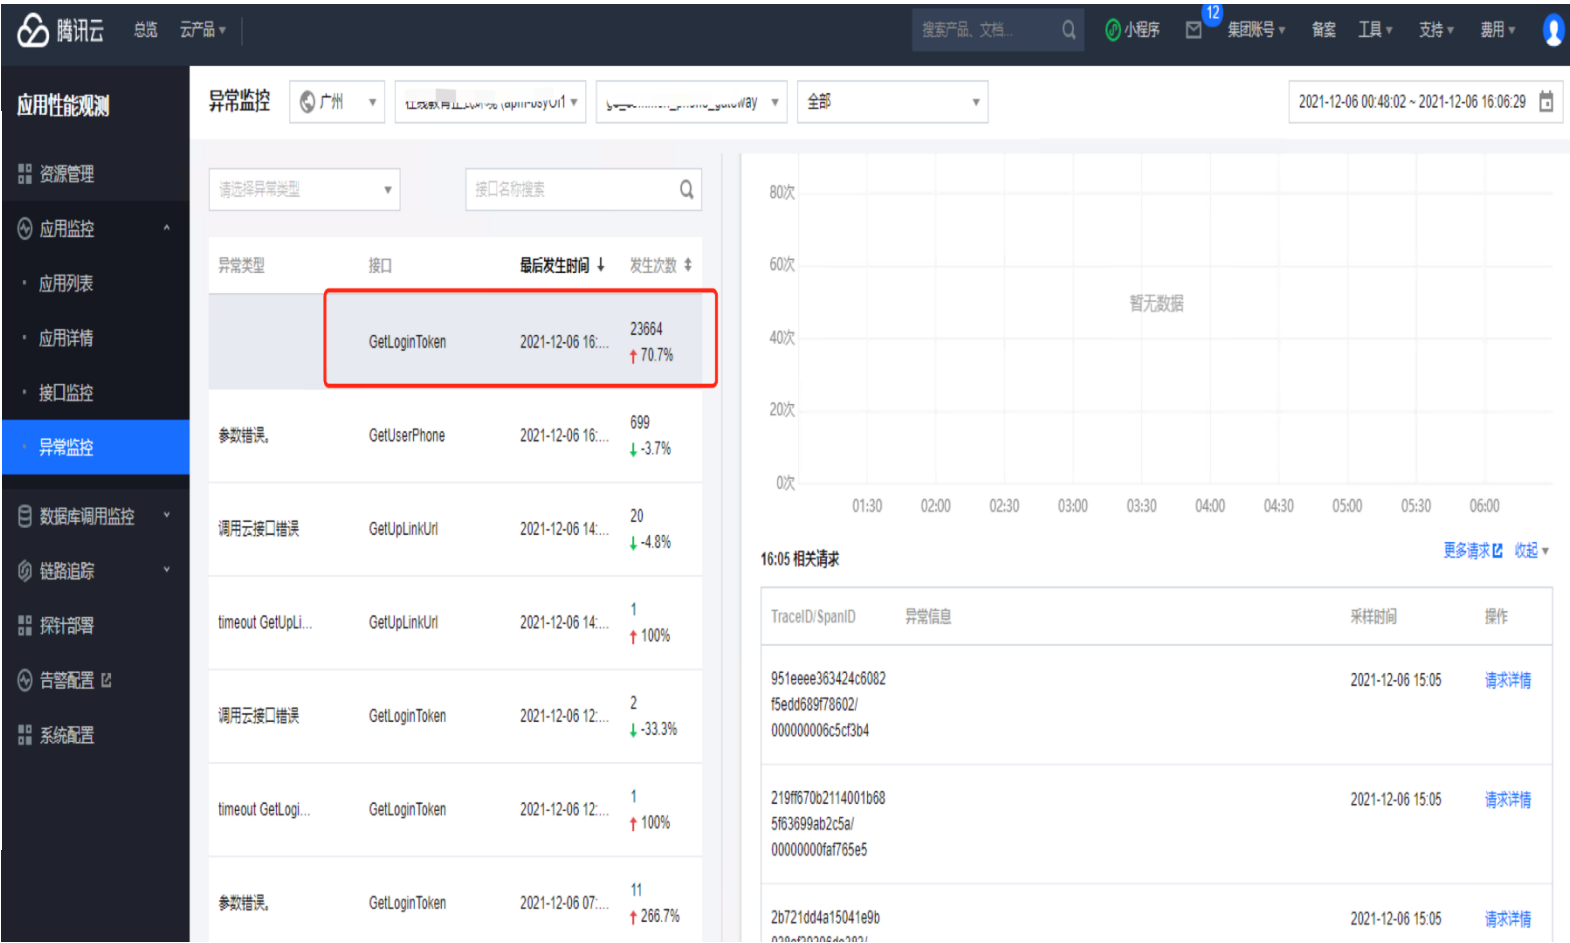 腾讯云 总览 云产品 搜索产品、文档... 小程序 12 集团账号 备案 工具 支持 费用
应用性能观测
资源管理
应用监控
应用列表
应用详情
接口监控
异常监控
数据库调用监控
链路追踪
探针部署
告警配置
系统配置
异常监控 广州 全部 2021-12-06 00:48:02 ~ 2021-12-06 16:06:29
请选择异常类型 接口名称搜索
异常类型 接口 最后发生时间 发生次数
GetLoginToken 2021-12-06 16:... 23664
70.7%
参数错误。 GetUserPhone 2021-12-06 16:... 699
-3.7%
调用云接口错误 GetUpLinkUrl 2021-12-06 14:... 20
-4.8%
timeout GetUpLi... GetUpLinkUrl 2021-12-06 14:... 1
100%
调用云接口错误 GetLoginToken 2021-12-06 12:... 2
-33.3%
timeout GetLogi... GetLoginToken 2021-12-06 12:... 1
100%
参数错误。 GetLoginToken 2021-12-06 07:... 11
266.7%
80次
60次
暂无数据
40次
20次
0次
01:30 02:00 02:30 03:00 03:30 04:00 04:30 05:00 05:30 06:00
16:05 相关请求 更多请求 收起
TraceID/SpanID 异常信息 采样时间 操作
951eeee363424c6082
f5edd689f78602/
000000006c5cf3b4
2021-12-06 15:05 请求详情
219ff670b2114001b68
5f63699ab2c5a/
00000000faf765e5
2021-12-06 15:05 请求详情
2b721dd4a15041e9b
2021-12-06 15:05 请求详情